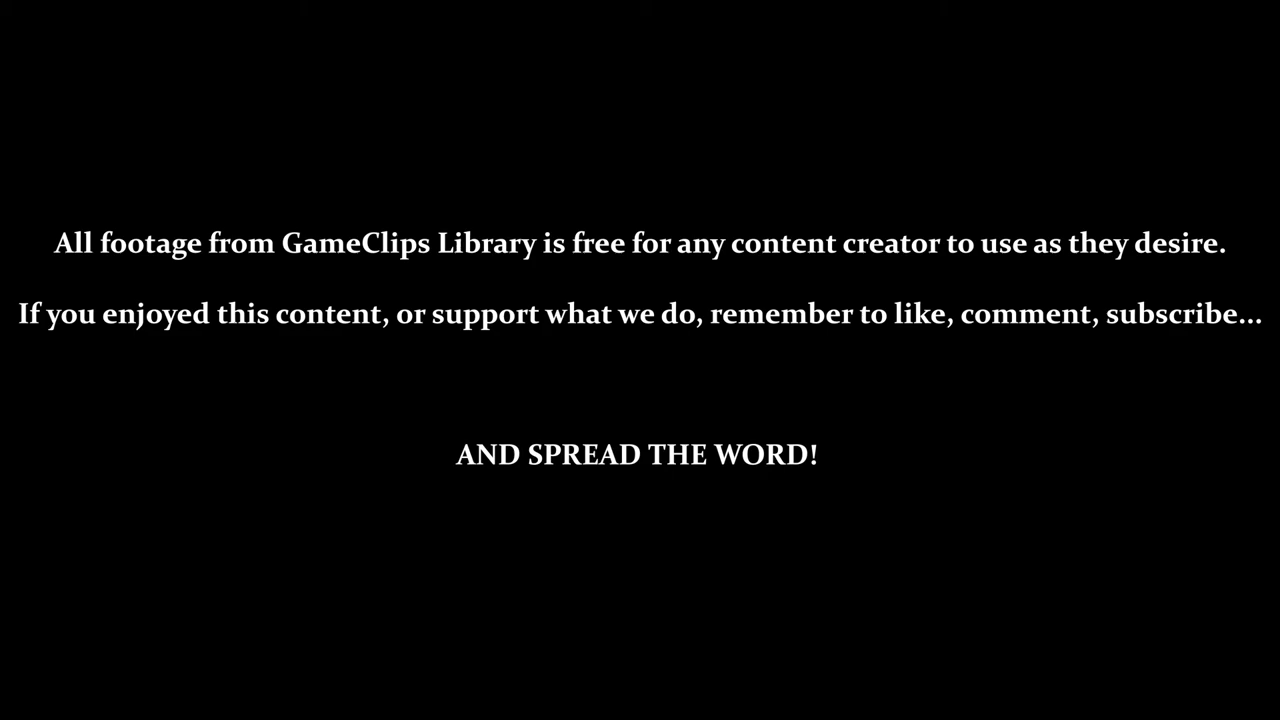 All footage from GameClips Library is free for any content creator to use as they desire.
If you enjoyed this content, or support what we do, remember to like, comment, subscribe...
AND SPREAD THE WORD!